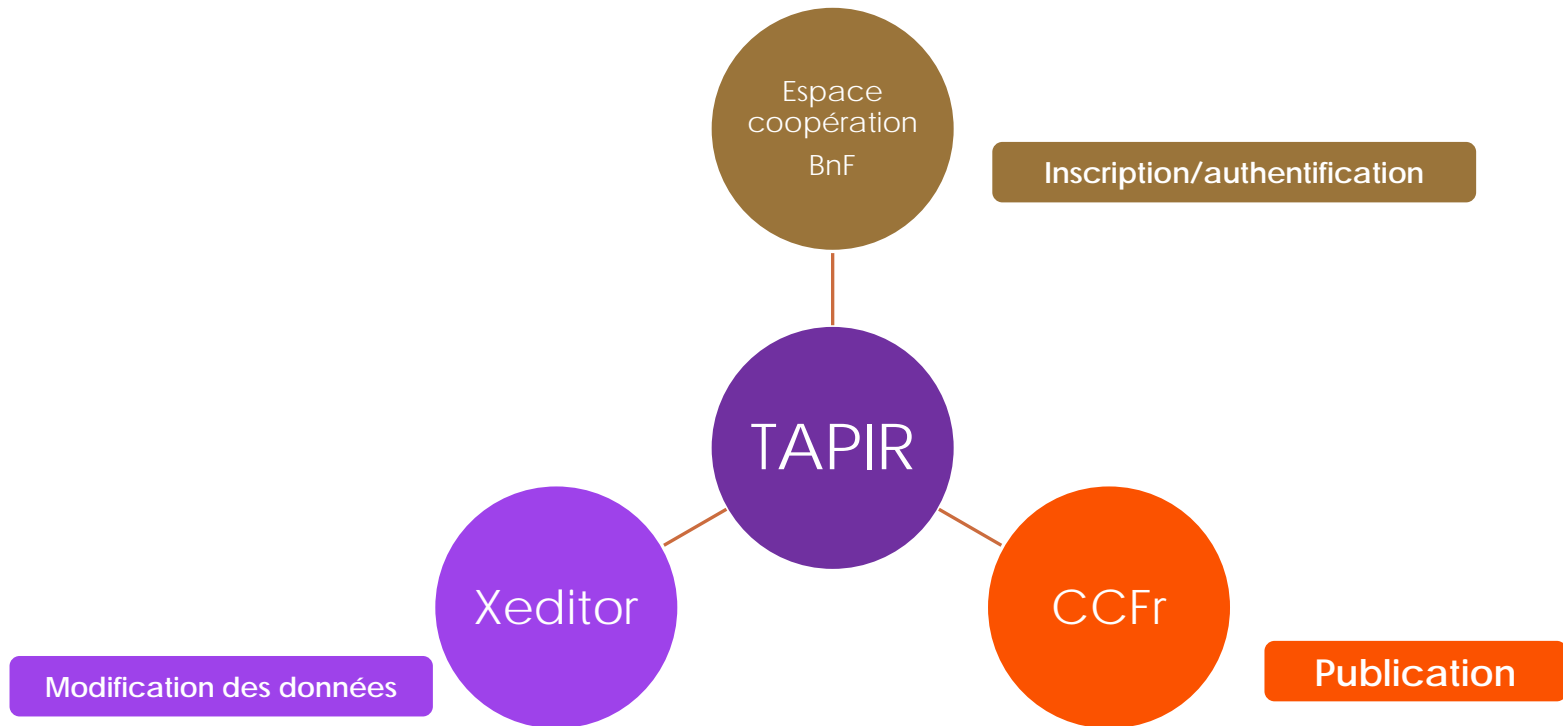 Espace
coopération
BnF
Inscription/authentification
TAPIR
Xeditor
CCFr
Modification des données
Publication